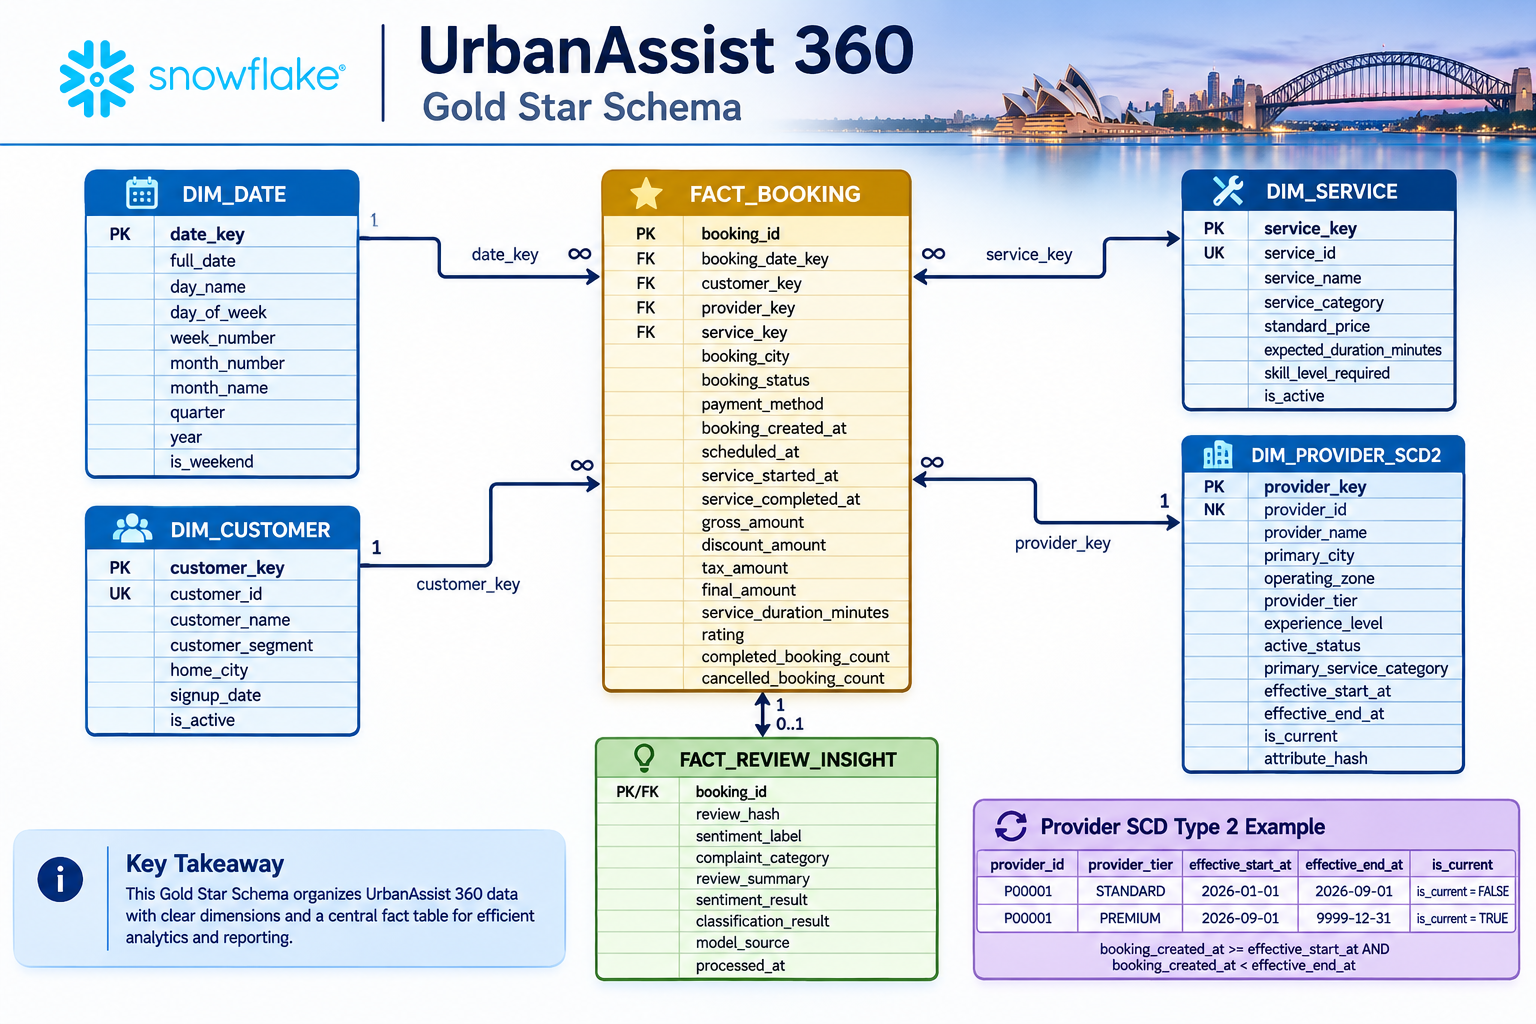 snowflake®
UrbanAssist 360
Gold Star Schema
DIM_DATE
PK date_key
full_date
day_name
day_of_week
week_number
month_number
month_name
quarter
year
is_weekend
1
date_key
∞
FACT_BOOKING
PK booking_id
FK booking_date_key
FK customer_key
FK provider_key
FK service_key
booking_city
booking_status
payment_method
booking_created_at
scheduled_at
service_started_at
service_completed_at
gross_amount
discount_amount
tax_amount
final_amount
service_duration_minutes
rating
completed_booking_count
cancelled_booking_count
∞
service_key
DIM_SERVICE
PK service_key
UK service_id
service_name
service_category
standard_price
expected_duration_minutes
skill_level_required
is_active
DIM_CUSTOMER
PK customer_key
UK customer_id
customer_name
customer_segment
home_city
signup_date
is_active
1
customer_key
∞
∞
1
provider_key
DIM_PROVIDER_SCD2
PK provider_key
NK provider_id
provider_name
primary_city
operating_zone
provider_tier
experience_level
active_status
primary_service_category
effective_start_at
effective_end_at
is_current
attribute_hash
1
0..1
FACT_REVIEW_INSIGHT
PK/FK booking_id
review_hash
sentiment_label
complaint_category
review_summary
sentiment_result
classification_result
model_source
processed_at
i
Key Takeaway
This Gold Star Schema organizes UrbanAssist 360 data
with clear dimensions and a central fact table for efficient
analytics and reporting.
Provider SCD Type 2 Example
provider_id provider_tier effective_start_at effective_end_at is_current
P00001 STANDARD 2026-01-01 2026-09-01 is_current = FALSE
P00001 PREMIUM 2026-09-01 9999-12-31 is_current = TRUE
booking_created_at >= effective_start_at AND
booking_created_at < effective_end_at